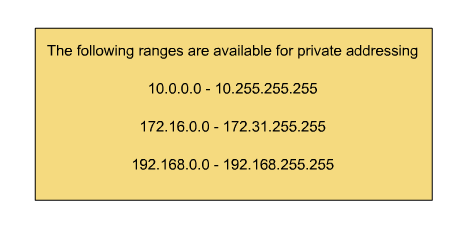 The following ranges are available for private addressing
10.0.0.0 - 10.255.255.255
172.16.0.0 - 172.31.255.255
192.168.0.0 - 192.168.255.255